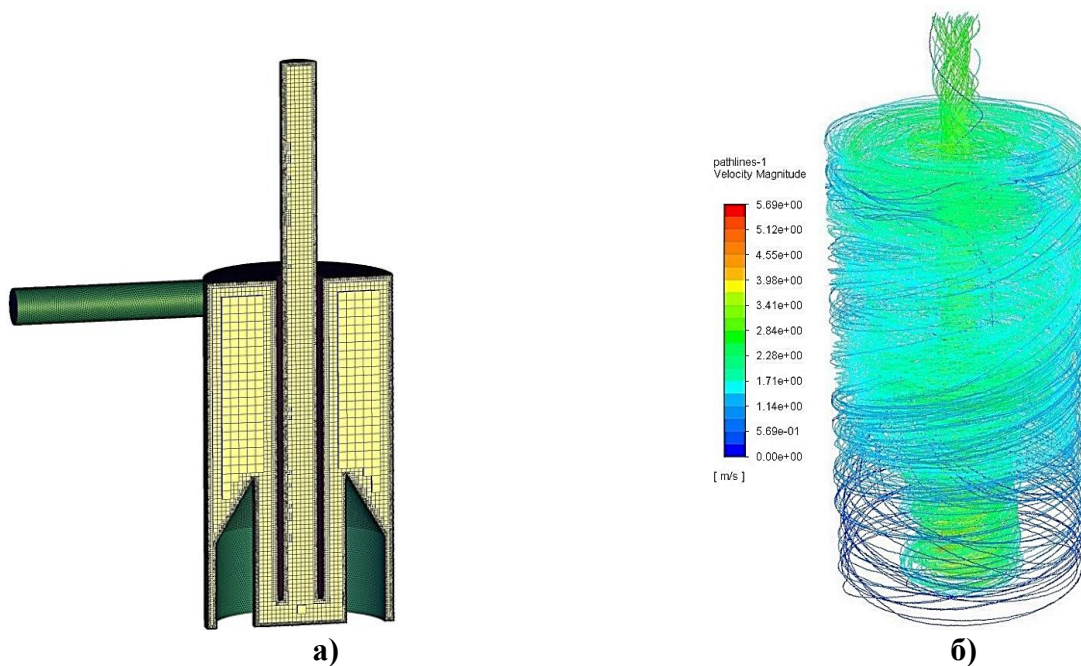 pathlines-1
Velocity Magnitude
5.69e+00
5.12e+00
4.55e+00
3.98e+00
3.41e+00
2.84e+00
2.28e+00
1.71e+00
1.14e+00
5.69e-01
0.00e+00
[ m/s ]
а)
б)